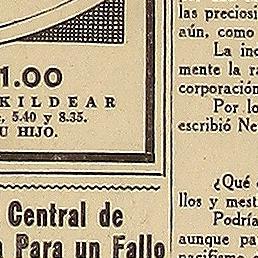 1.00
KILDEAR
5.40 y 8.35.
U HIJO.
Central de
Para un Fallo
las preciosi
aún, como
La inc
mente la ra
corporación
Por lo
escribió Ne
¿Qué
llos y mest
Podría
aunque pa